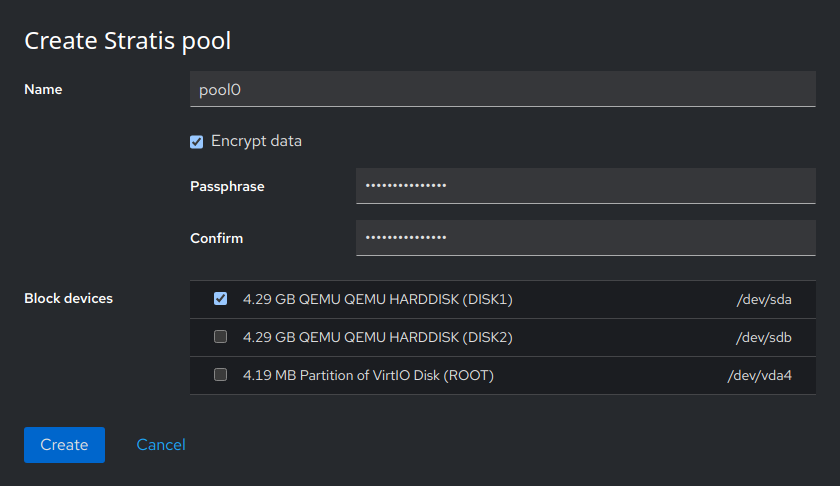 Create Stratis pool
Name pool0
Encrypt data
Passphrase •••••••••••••••
Confirm •••••••••••••••
Block devices 4.29 GB QEMU QEMU HARDDISK (DISK1) /dev/sda
4.29 GB QEMU QEMU HARDDISK (DISK2) /dev/sdb
4.19 MB Partition of VirtIO Disk (ROOT) /dev/vda4
Create Cancel